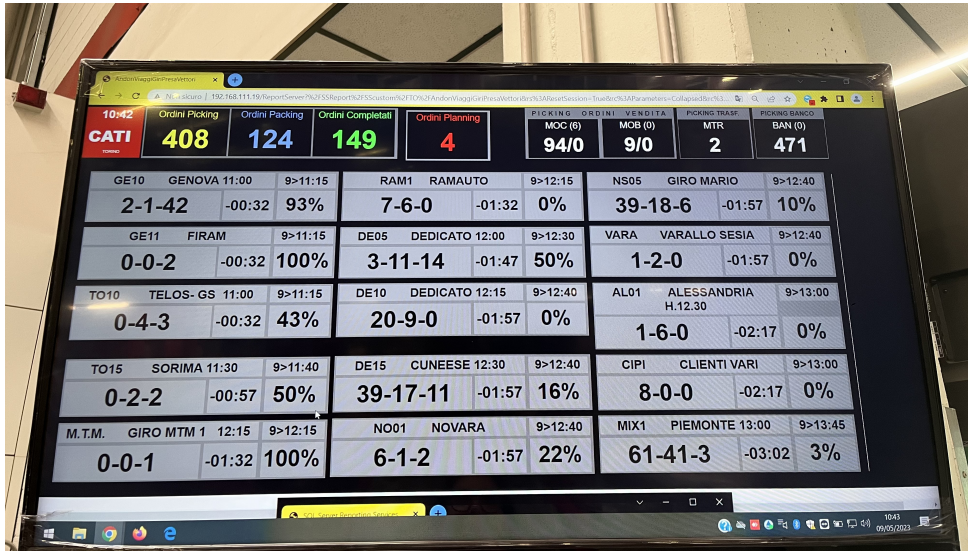 AndonViaggiGiriPresaVettori
Non sicuro | 192.168.111.19/ReportServer?%2FSSReport%2FSScustom%2FTO%2FAndonViaggiGiriPresaVettori&rs%3AResetSession=True&rc%3AParameters=Collapsed&rc%3...
10:42
CATI
TORINO
Ordini Picking
408
Ordini Packing
124
Ordini Completati
149
Ordini Planning
4
PICKING ORDINI VENDITA
MOC (6)
94/0
MOB (0)
9/0
PICKING TRASF.
MTR
2
PICKING BANCO
BAN (0)
471
GE10 GENOVA 11:00 9>11:15
2-1-42 -00:32 93%
RAM1 RAMAUTO 9>12:15
7-6-0 -01:32 0%
NS05 GIRO MARIO 9>12:40
39-18-6 -01:57 10%
GE11 FIRAM 9>11:15
0-0-2 -00:32 100%
DE05 DEDICATO 12:00 9>12:30
3-11-14 -01:47 50%
VARA VARALLO SESIA 9>12:40
1-2-0 -01:57 0%
TO10 TELOS- GS 11:00 9>11:15
0-4-3 -00:32 43%
DE10 DEDICATO 12:15 9>12:40
20-9-0 -01:57 0%
AL01 ALESSANDRIA 9>13:00
H.12.30
1-6-0 -02:17 0%
TO15 SORIMA 11:30 9>11:40
0-2-2 -00:57 50%
DE15 CUNEESE 12:30 9>12:40
39-17-11 -01:57 16%
CIPI CLIENTI VARI 9>13:00
8-0-0 -02:17 0%
M.T.M. GIRO MTM 1 12:15 9>12:15
0-0-1 -01:32 100%
NO01 NOVARA 9>12:40
6-1-2 -01:57 22%
MIX1 PIEMONTE 13:00 9>13:45
61-41-3 -03:02 3%
SQL Server Reporting Services
10:43
09/05/2023